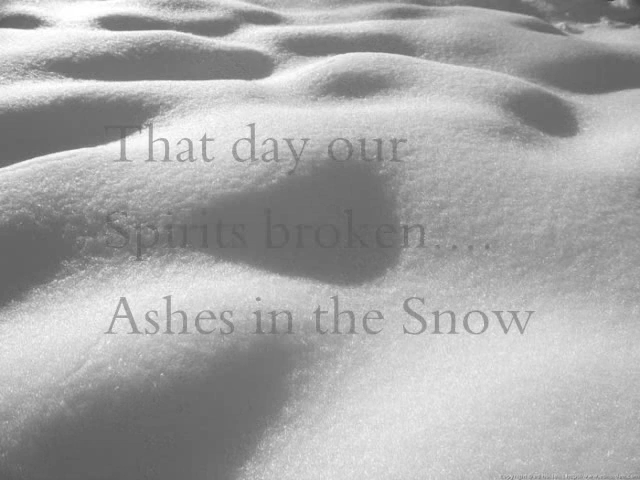 That day our
Spirits broken....
Ashes in the Snow